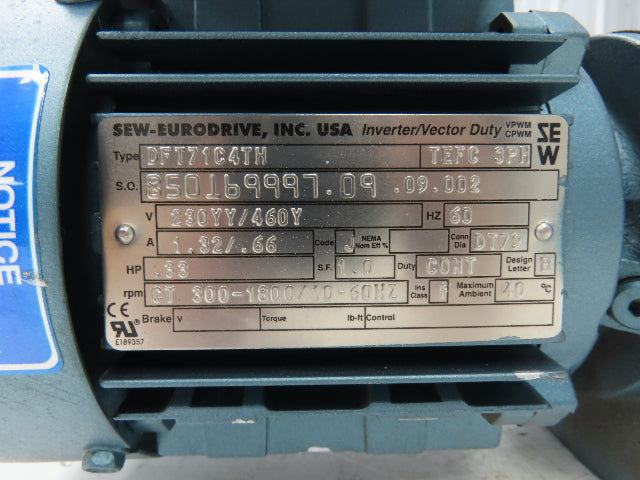 SEW-EURODRIVE, INC. USA Inverter/Vector Duty VPWM CPWM SEW
Type DFT71C4TH TEFC 3PH
S.O. 850169997.09 .09.002
V 230YY/460Y HZ 60
A 1.32/.66 Code J NEMA Nom Eff % Conn Dia DT79
HP .33 S.F. 1.0 Duty CONT Design Letter H
rpm CT 300-1800/10-60HZ Ins Class F Maximum Ambient 40 °C
CE Brake V Torque lb-ft Control
E189357
NOTICE